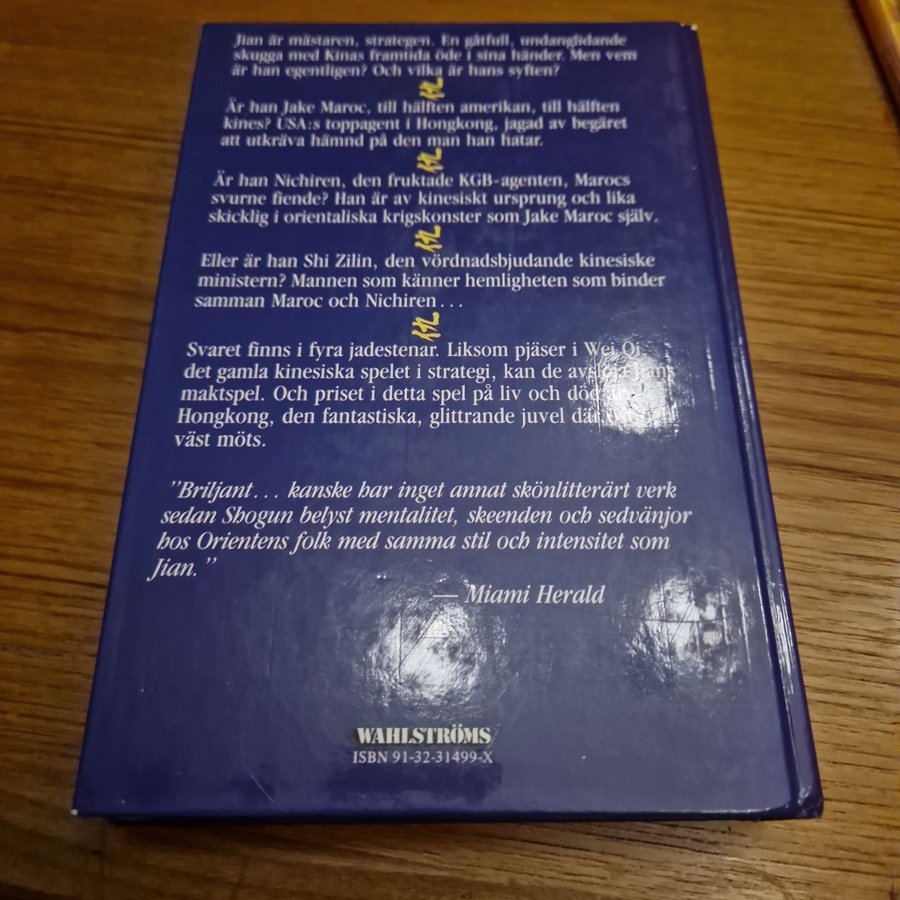 Jian är mästaren, strategen. En gåtfull, undanglidande
skugga med Kinas framtida öde i sina händer. Men vem
är han egentligen? Och vilka är hans syften?
Är han Jake Maroc, till hälften amerikan, till hälften
kines? USA:s toppagent i Hongkong, jagad av begäret
att utkräva hämnd på den man han hatar.
Är han Nichiren, den fruktade KGB-agenten, Marocs
svurne fiende? Han är av kinesiskt ursprung och lika
skicklig i orientaliska krigskonster som Jake Maroc själv.
Eller är han Shi Zilin, den vördnadsbjudande kinesiske
ministern? Mannen som känner hemligheten som binder
samman Maroc och Nichiren...
Svaret finns i fyra jadestenar. Liksom pjäser i Wei Qi
det gamla kinesiska spelet i strategi, kan de avslöja hans
maktspel. Och priset i detta spel på liv och död
Hongkong, den fantastiska, glittrande juvel där
väst möts.
"Briljant... kanske har inget annat skönlitterärt verk
sedan Shogun belyst mentalitet, skeenden och sedvänjor
hos Orientens folk med samma stil och intensitet som
Jian."
— Miami Herald
WAHLSTRÖMS
ISBN 91-32-31499-X